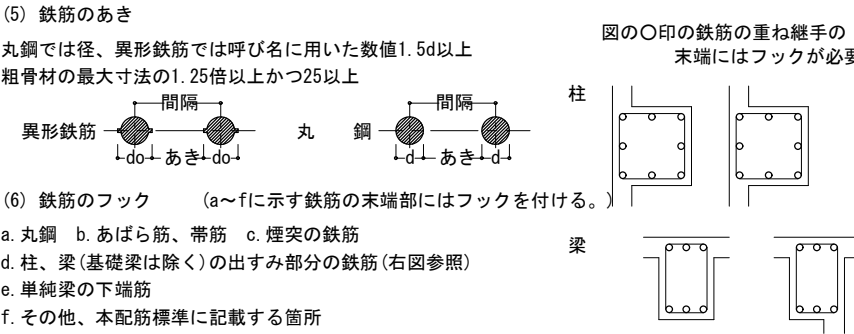 (5) 鉄筋のあき
丸鋼では径、異形鉄筋では呼び名に用いた数値1.5d以上
粗骨材の最大寸法の1.25倍以上かつ25以上
間隔
異形鉄筋
do あき do
間隔
丸 鋼
d あき d
(6) 鉄筋のフック (a～fに示す鉄筋の末端部にはフックを付ける。)
a.丸鋼 b.あばら筋、帯筋 c.煙突の鉄筋
d.柱、梁(基礎梁は除く)の出すみ部分の鉄筋(右図参照)
e.単純梁の下端筋
f.その他、本配筋標準に記載する箇所
図の〇印の鉄筋の重ね継手の
末端にはフックが必要
柱
梁